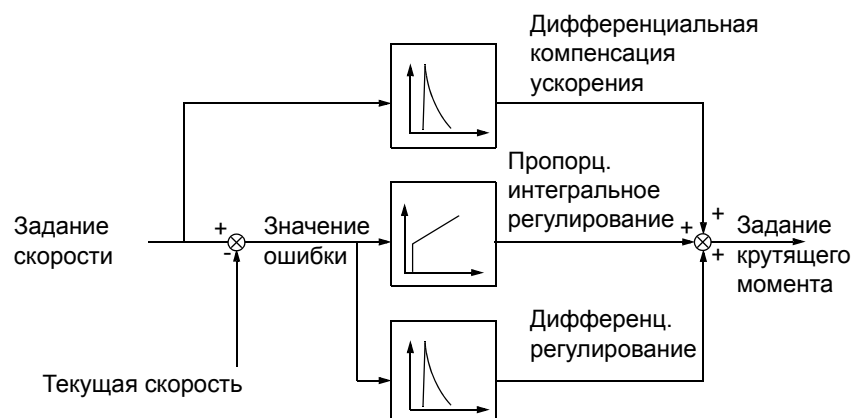 Дифференциальная
компенсация
ускорения
Пропорц.
интегральное
регулирование
+
+
Задание
скорости
+
-
Значение
ошибки
+
Задание
крутящего
момента
Дифференц.
регулирование
Текущая скорость